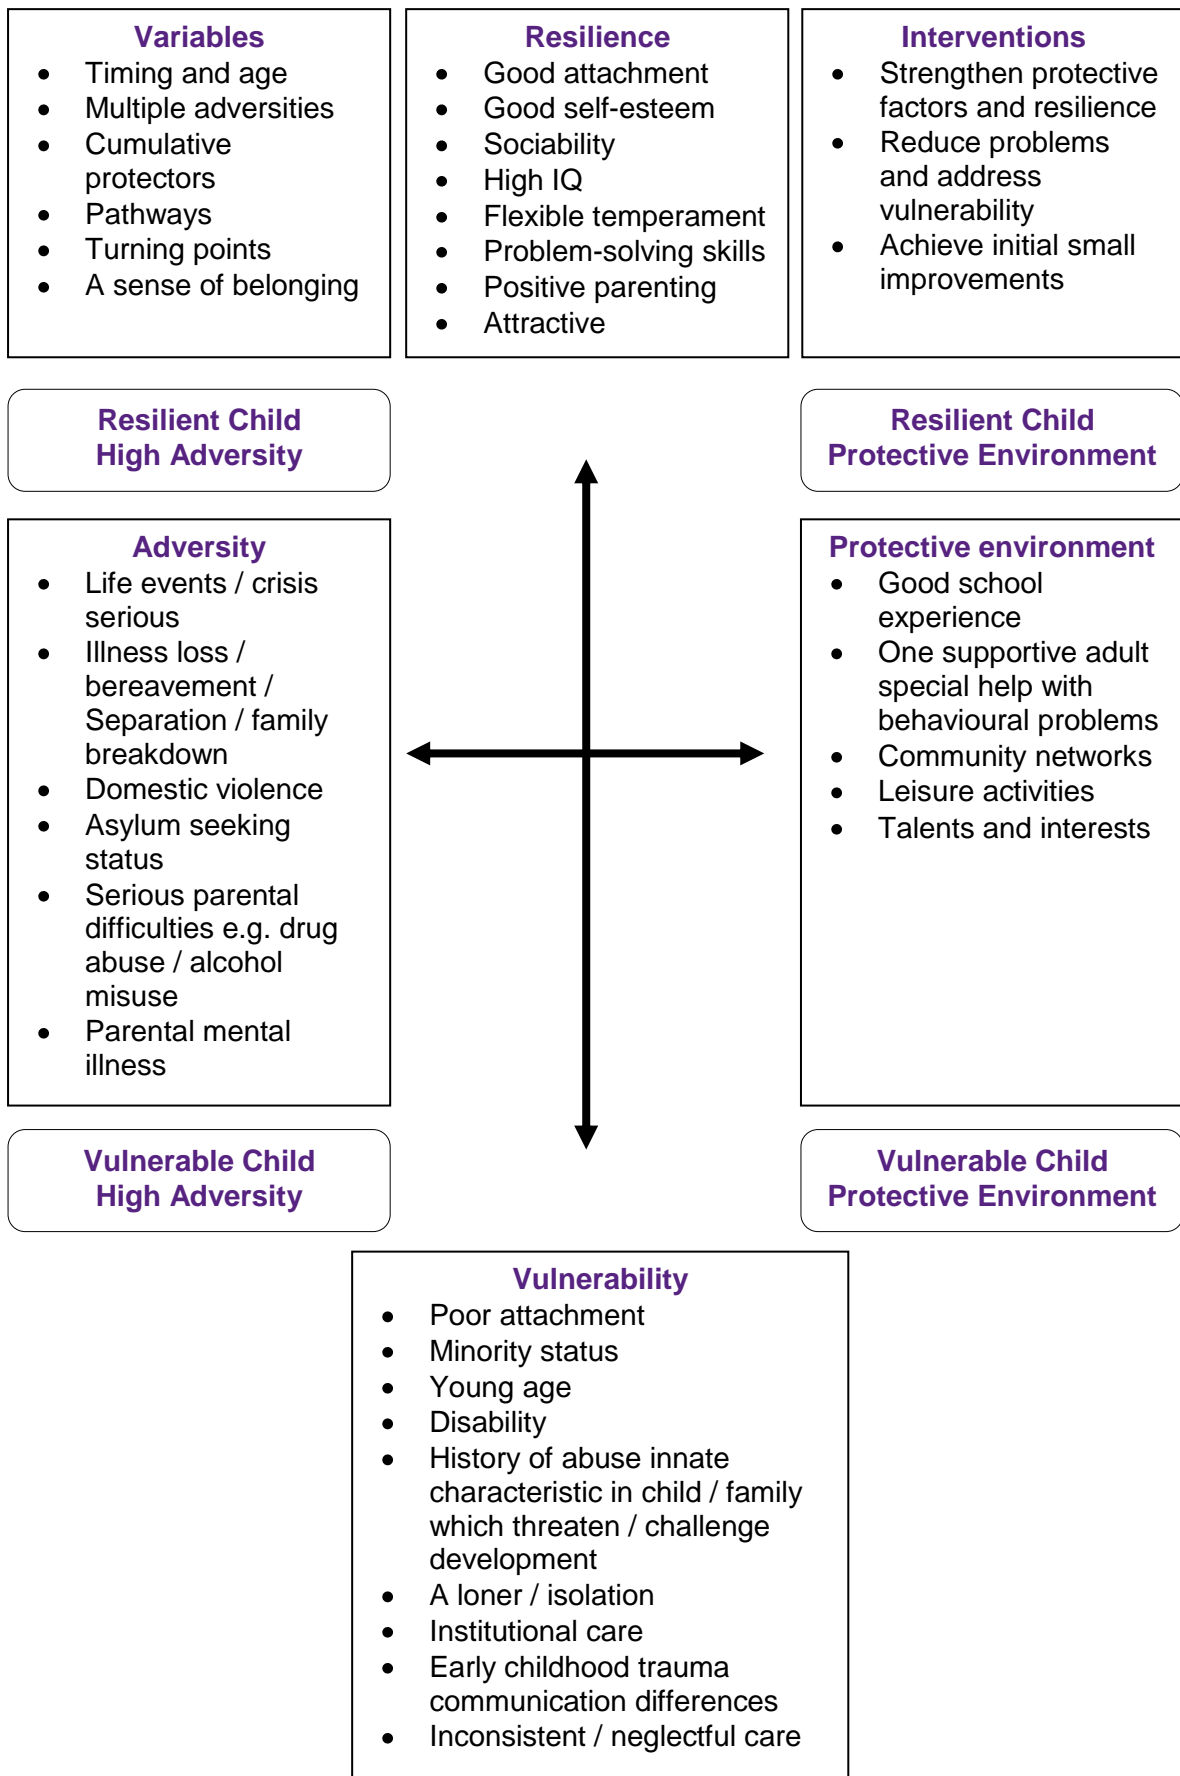 Variables
• Timing and age
• Multiple adversities
• Cumulative
protectors
• Pathways
• Turning points
• A sense of belonging
Resilience
• Good attachment
• Good self-esteem
• Sociability
• High IQ
• Flexible temperament
• Problem-solving skills
• Positive parenting
• Attractive
Interventions
• Strengthen protective
factors and resilience
• Reduce problems
and address
vulnerability
• Achieve initial small
improvements
Resilient Child
High Adversity
Resilient Child
Protective Environment
Adversity
• Life events / crisis
serious
• Illness loss /
bereavement /
Separation / family
breakdown
• Domestic violence
• Asylum seeking
status
• Serious parental
difficulties e.g. drug
abuse / alcohol
misuse
• Parental mental
illness
Protective environment
• Good school
experience
• One supportive adult
special help with
behavioural problems
• Community networks
• Leisure activities
• Talents and interests
Vulnerable Child
High Adversity
Vulnerable Child
Protective Environment
Vulnerability
• Poor attachment
• Minority status
• Young age
• Disability
• History of abuse innate
characteristic in child / family
which threaten / challenge
development
• A loner / isolation
• Institutional care
• Early childhood trauma
communication differences
• Inconsistent / neglectful care